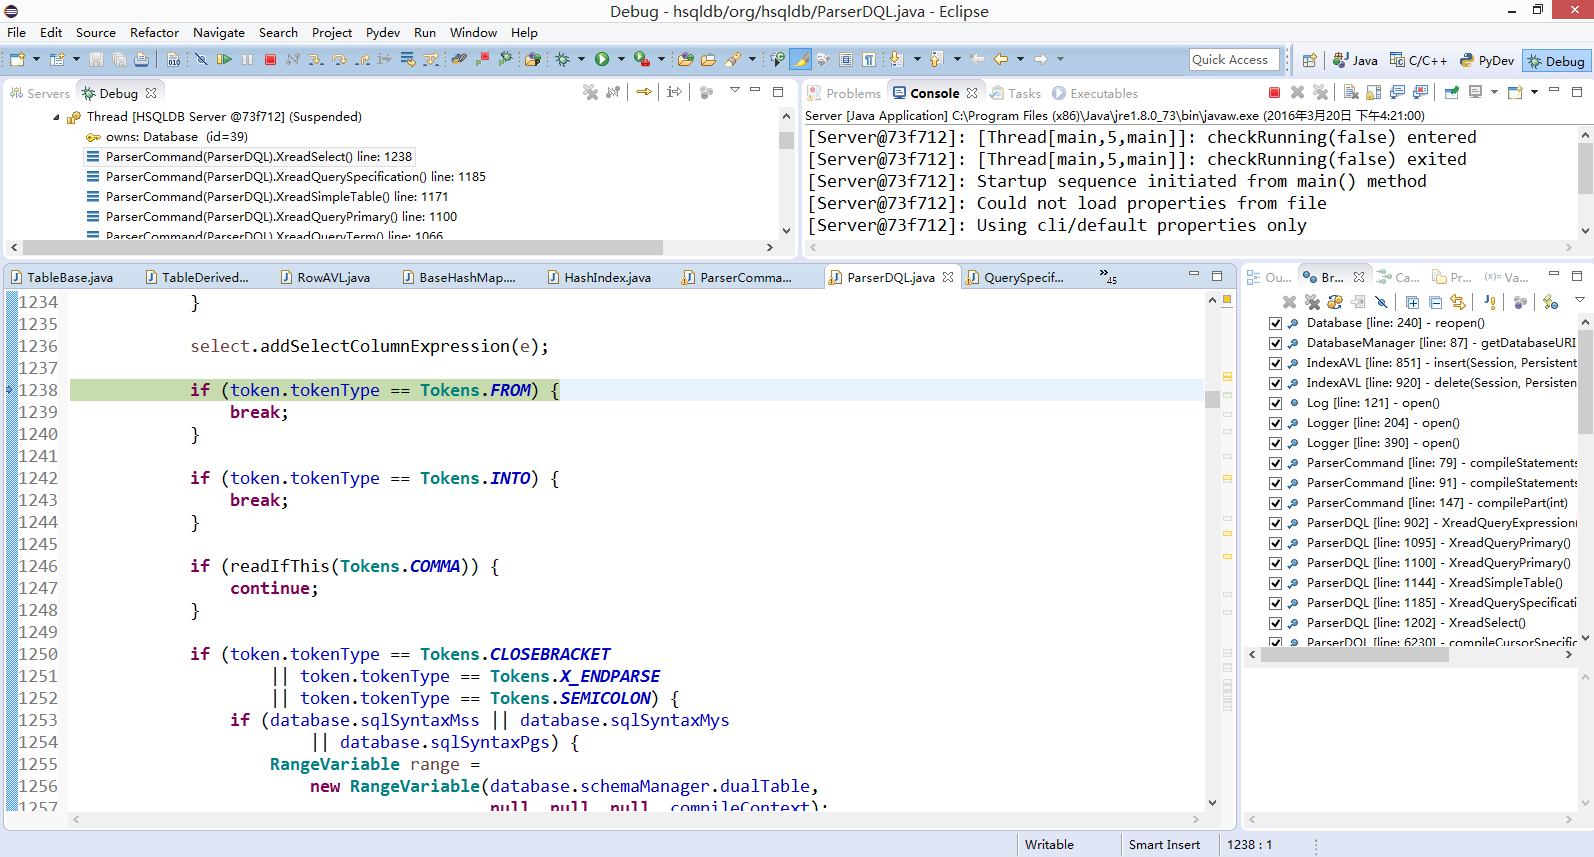 Debug - hsqldb/org/hsqldb/ParserDQL.java - Eclipse
File Edit Source Refactor Navigate Search Project Pydev Run Window Help
Quick Access Java C/C++ PyDev Debug
Servers Debug
Thread [HSQLDB Server @73f712] (Suspended)
owns: Database (id=39)
ParserCommand(ParserDQL).XreadSelect() line: 1238
ParserCommand(ParserDQL).XreadQuerySpecification() line: 1185
ParserCommand(ParserDQL).XreadSimpleTable() line: 1171
ParserCommand(ParserDQL).XreadQueryPrimary() line: 1100
ParserCommand(ParserDQL).XreadQueryTerm() line: 1066
Problems Console Tasks Executables
Server [Java Application] C:\Program Files (x86)\Java\jre1.8.0_73\bin\javaw.exe (2016年3月20日 下午4:21:00)
[Server@73f712]: [Thread[main,5,main]]: checkRunning(false) entered
[Server@73f712]: [Thread[main,5,main]]: checkRunning(false) exited
[Server@73f712]: Startup sequence initiated from main() method
[Server@73f712]: Could not load properties from file
[Server@73f712]: Using cli/default properties only
TableBase.java TableDerived... RowAVL.java BaseHashMap.... HashIndex.java ParserComma... ParserDQL.java QuerySpecif... »45
1234 }
1235
1236 select.addSelectColumnExpression(e);
1237
1238 if (token.tokenType == Tokens.FROM) {
1239 break;
1240 }
1241
1242 if (token.tokenType == Tokens.INTO) {
1243 break;
1244 }
1245
1246 if (readIfThis(Tokens.COMMA)) {
1247 continue;
1248 }
1249
1250 if (token.tokenType == Tokens.CLOSEBRACKET
1251 || token.tokenType == Tokens.X_ENDPARSE
1252 || token.tokenType == Tokens.SEMICOLON) {
1253 if (database.sqlSyntaxMss || database.sqlSyntaxMys
1254 || database.sqlSyntaxPgs) {
1255 RangeVariable range =
1256 new RangeVariable(database.schemaManager.dualTable,
1257 null, null, null, compileContext);
Ou... Br... Ca... Pr... (x)= Va...
Database [line: 240] - reopen()
DatabaseManager [line: 87] - getDatabaseURI
IndexAVL [line: 851] - insert(Session, Persistent
IndexAVL [line: 920] - delete(Session, Persistent
Log [line: 121] - open()
Logger [line: 204] - open()
Logger [line: 390] - open()
ParserCommand [line: 79] - compileStatements
ParserCommand [line: 91] - compileStatements
ParserCommand [line: 147] - compilePart(int)
ParserDQL [line: 902] - XreadQueryExpression(
ParserDQL [line: 1095] - XreadQueryPrimary()
ParserDQL [line: 1100] - XreadQueryPrimary()
ParserDQL [line: 1144] - XreadSimpleTable()
ParserDQL [line: 1185] - XreadQuerySpecificati
ParserDQL [line: 1202] - XreadSelect()
ParserDQL [line: 6230] - compileCursorSpecific
Writable Smart Insert 1238 : 1